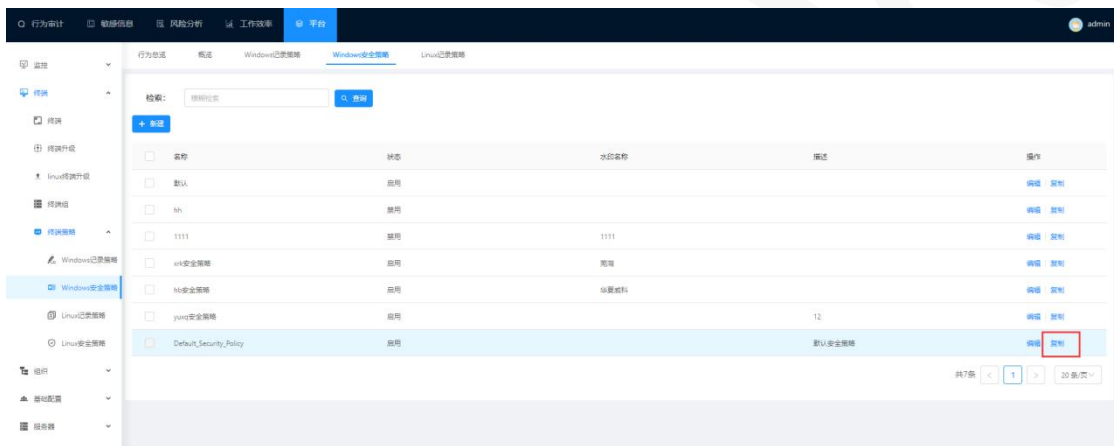 行为审计 敏感信息 风险分析 工作效率 平台 admin
行为总览 概览 Windows记录策略 Windows安全策略 Linux记录策略
监控
终端
终端
终端升级
linux终端升级
终端组
终端策略
Windows记录策略
Windows安全策略
Linux记录策略
Linux安全策略
组织
基础配置
服务器
检索： 模糊检索 查询
+ 新建
名称 状态 水印名称 描述 操作
默认 启用 编辑 复制
hh 禁用 编辑 复制
1111 禁用 1111 编辑 复制
xrk安全策略 启用 编辑 复制
hb安全策略 启用 华夏威科 编辑 复制
yusq安全策略 启用 12 编辑 复制
Default_Security_Policy 启用 默认安全策略 编辑 复制
共7条 < 1 > 20 条/页